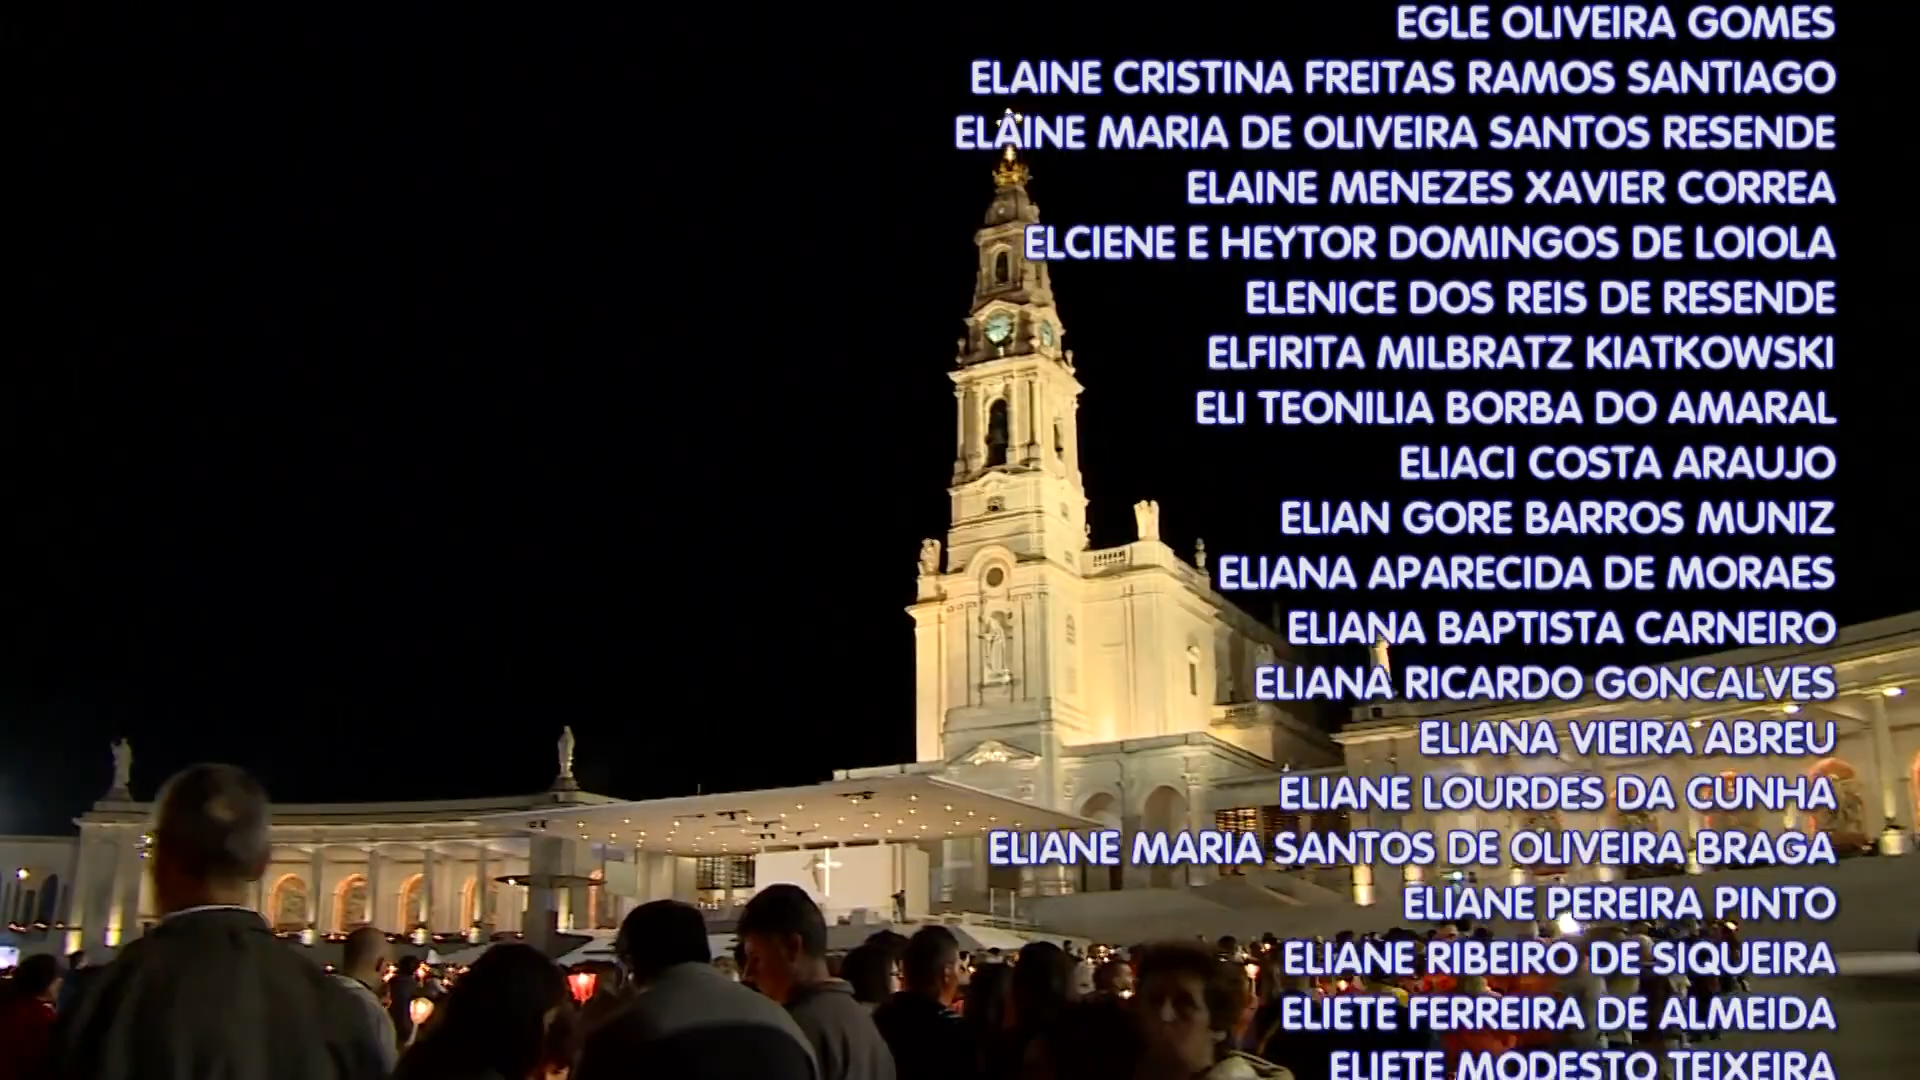 EGLE OLIVEIRA GOMES
ELAINE CRISTINA FREITAS RAMOS SANTIAGO
ELAINE MARIA DE OLIVEIRA SANTOS RESENDE
ELAINE MENEZES XAVIER CORREA
ELCIENE E HEYTOR DOMINGOS DE LOIOLA
ELENICE DOS REIS DE RESENDE
ELFIRITA MILBRATZ KIATKOWSKI
ELI TEONILIA BORBA DO AMARAL
ELIACI COSTA ARAUJO
ELIAN GORE BARROS MUNIZ
ELIANA APARECIDA DE MORAES
ELIANA BAPTISTA CARNEIRO
ELIANA RICARDO GONCALVES
ELIANA VIEIRA ABREU
ELIANE LOURDES DA CUNHA
ELIANE MARIA SANTOS DE OLIVEIRA BRAGA
ELIANE PEREIRA PINTO
ELIANE RIBEIRO DE SIQUEIRA
ELIETE FERREIRA DE ALMEIDA
ELIETE MODESTO TEIXEIRA